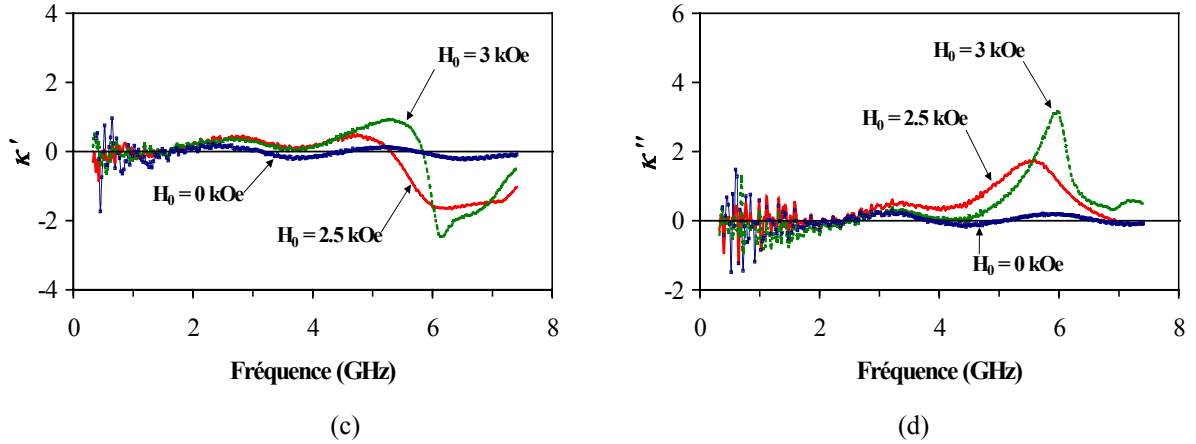 4
2
0
-2
-4
κ'
H₀ = 3 kOe
H₀ = 0 kOe
H₀ = 2.5 kOe
0 2 4 6 8
Fréquence (GHz)
(c)
6
4
2
0
-2
κ''
H₀ = 3 kOe
H₀ = 2.5 kOe
H₀ = 0 kOe
0 2 4 6 8
Fréquence (GHz)
(d)